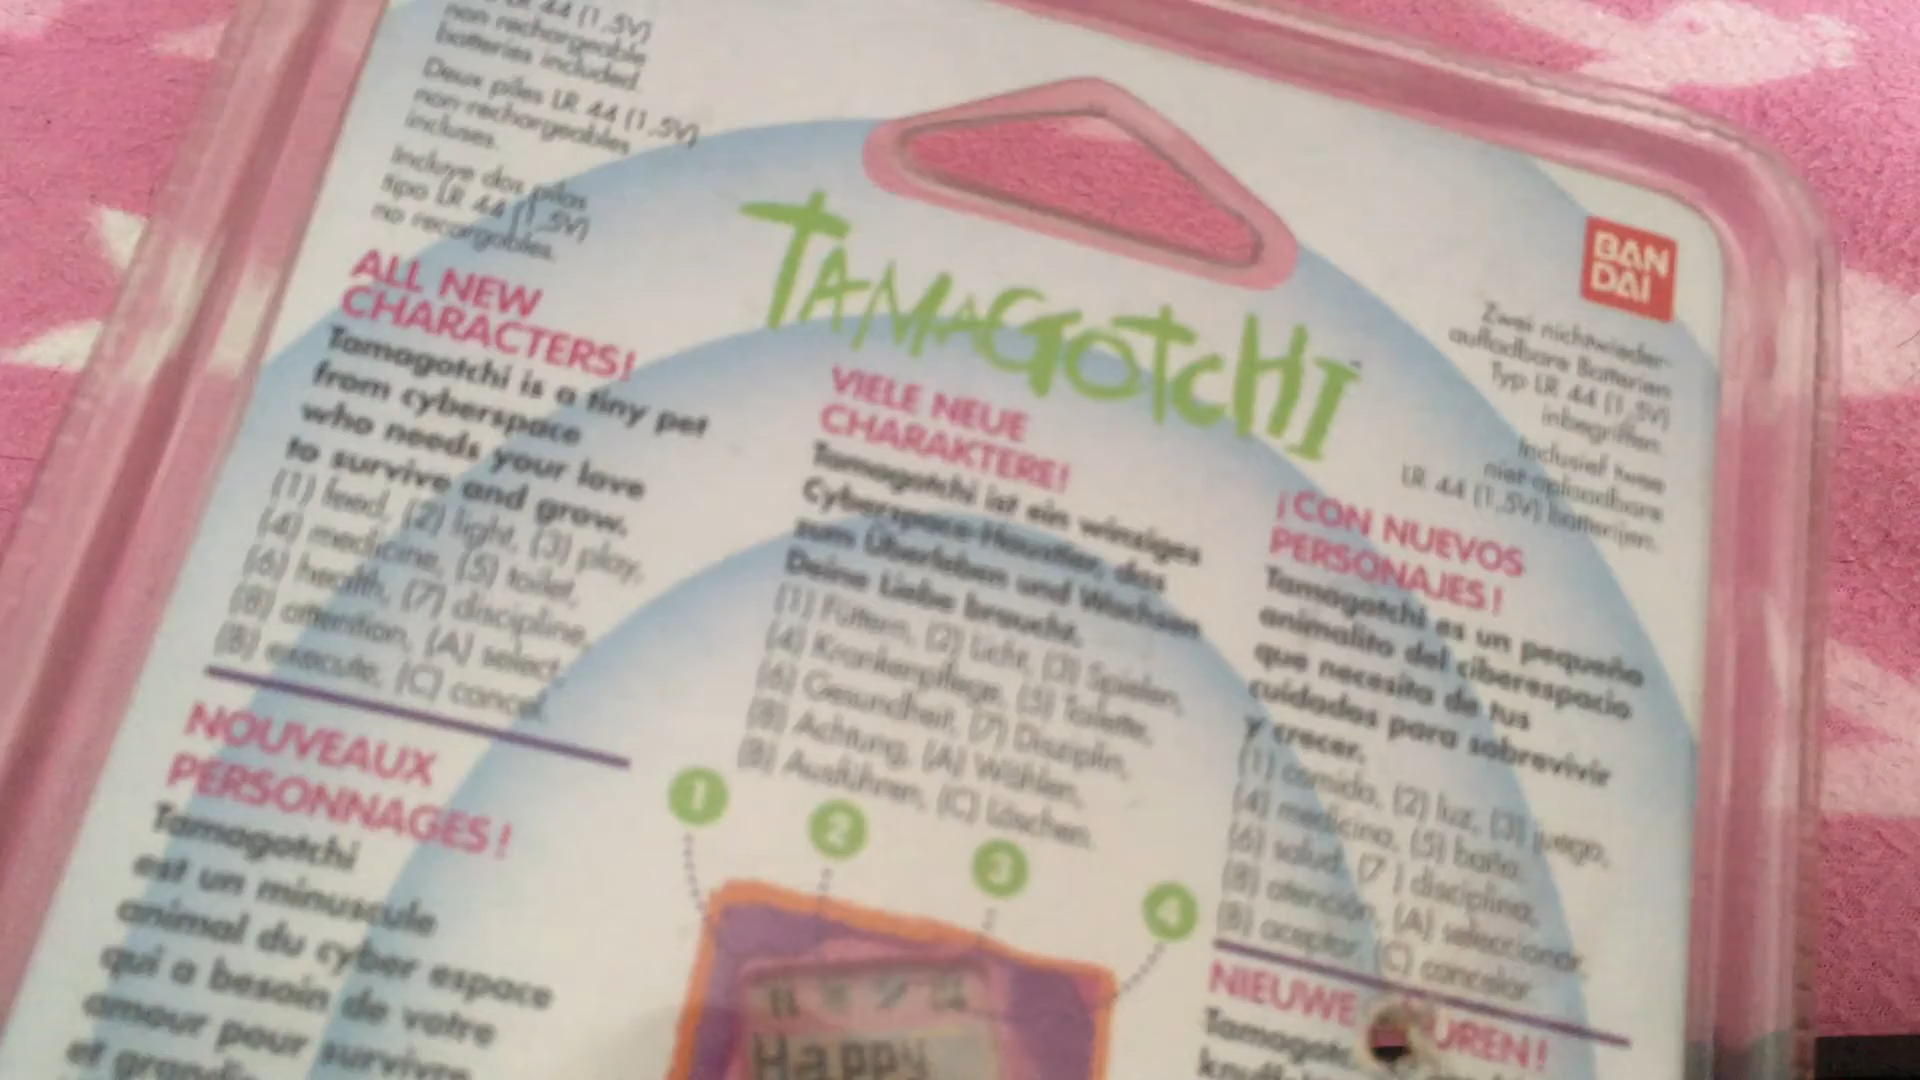 LR 44 (1.5V)
non rechargeable
batteries included.
Deux piles LR 44 (1,5V)
non-rechargeables
incluses.
Incluye dos pilas
tipo LR 44 (1,5V)
no recargables.
TAMAGOTCHI
BAN
DAI
Zwei nichtwieder-
aufladbare Batterien
Typ LR 44 (1,5V)
inbegriffen.
Inclusief twee
niet-oplaadbare
LR 44 (1,5V) batterijen.
ALL NEW
CHARACTERS!
Tamagotchi is a tiny pet
from cyberspace
who needs your love
to survive and grow.
(1) feed, (2) light, (3) play,
(4) medicine, (5) toilet,
(6) health, (7) discipline,
(8) attention, (A) select,
(B) execute, (C) cancel.
NOUVEAUX
PERSONNAGES!
Tamagotchi
est un minuscule
animal du cyber espace
qui a besoin de votre
amour pour survivre
et grandir
VIELE NEUE
CHARAKTERE!
Tamagotchi ist ein winziges
Cyberspace-Haustier, das
zum Überleben und Wachsen
Deine Liebe braucht.
(1) Füttern, (2) Licht, (3) Spielen,
(4) Krankenpflege, (5) Toilette,
(6) Gesundheit, (7) Disziplin,
(8) Achtung, (A) Wählen,
(B) Ausführen, (C) Löschen.
1
2
3
4
Happy
¡CON NUEVOS
PERSONAJES!
Tamagotchi es un pequeño
animalito del ciberespacio
que necesita de tus
cuidados para sobrevivir
y crecer.
(1) comida, (2) luz, (3) juego,
(4) medicina, (5) baño,
(6) salud, (7) disciplina,
(8) atención, (A) seleccionar,
(B) aceptar, (C) cancelar.
NIEUWE